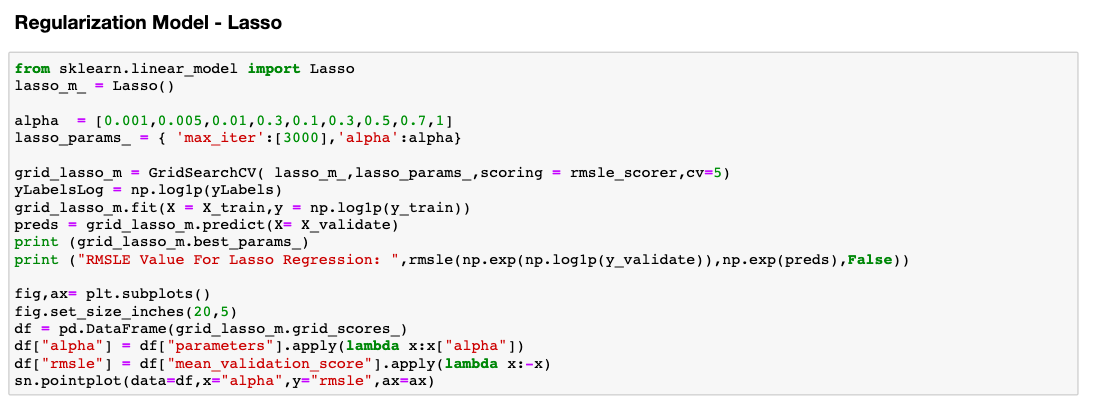 Regularization Model - Lasso
from sklearn.linear_model import Lasso
lasso_m_ = Lasso()
alpha  = [0.001,0.005,0.01,0.3,0.1,0.3,0.5,0.7,1]
lasso_params_ = { 'max_iter':[3000],'alpha':alpha}
grid_lasso_m = GridSearchCV( lasso_m_,lasso_params_,scoring = rmsle_scorer,cv=5)
yLabelsLog = np.log1p(yLabels)
grid_lasso_m.fit(X = X_train,y = np.log1p(y_train))
preds = grid_lasso_m.predict(X= X_validate)
print (grid_lasso_m.best_params_)
print ("RMSLE Value For Lasso Regression: ",rmsle(np.exp(np.log1p(y_validate)),np.exp(preds),False))
fig,ax= plt.subplots()
fig.set_size_inches(20,5)
df = pd.DataFrame(grid_lasso_m.grid_scores_)
df["alpha"] = df["parameters"].apply(lambda x:x["alpha"])
df["rmsle"] = df["mean_validation_score"].apply(lambda x:-x)
sn.pointplot(data=df,x="alpha",y="rmsle",ax=ax)